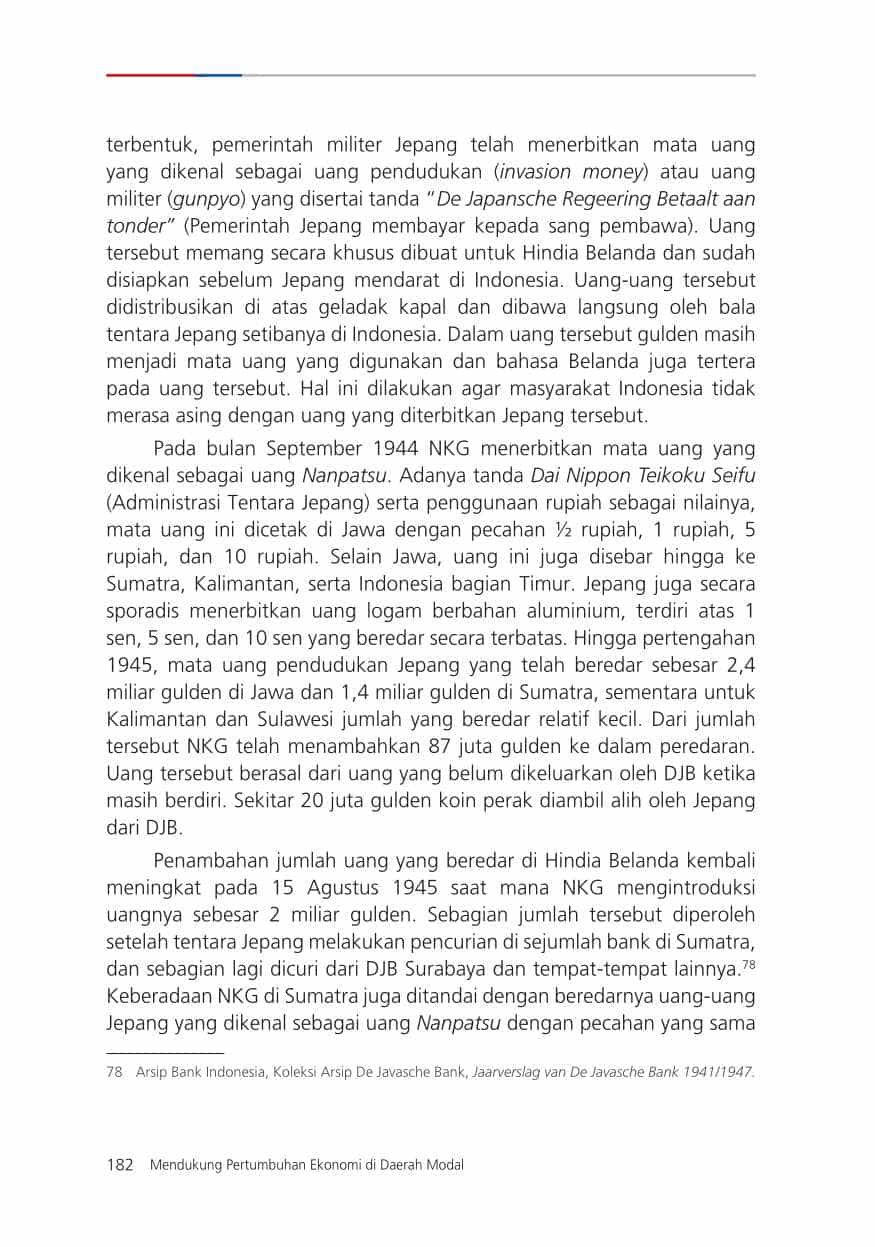 terbentuk, pemerintah militer Jepang telah menerbitkan mata uang
yang dikenal sebagai uang pendudukan (invasion money) atau uang
militer (gunpyo) yang disertai tanda “De Japansche Regeering Betaalt aan
tonder” (Pemerintah Jepang membayar kepada sang pembawa). Uang
tersebut memang secara khusus dibuat untuk Hindia Belanda dan sudah
disiapkan sebelum Jepang mendarat di Indonesia. Uang-uang tersebut
didistribusikan di atas geladak kapal dan dibawa langsung oleh bala
tentara Jepang setibanya di Indonesia. Dalam uang tersebut gulden masih
menjadi mata uang yang digunakan dan bahasa Belanda juga tertera
pada uang tersebut. Hal ini dilakukan agar masyarakat Indonesia tidak
merasa asing dengan uang yang diterbitkan Jepang tersebut.
Pada bulan September 1944 NKG menerbitkan mata uang yang
dikenal sebagai uang Nanpatsu. Adanya tanda Dai Nippon Teikoku Seifu
(Administrasi Tentara Jepang) serta penggunaan rupiah sebagai nilainya,
mata uang ini dicetak di Jawa dengan pecahan ½ rupiah, 1 rupiah, 5
rupiah, dan 10 rupiah. Selain Jawa, uang ini juga disebar hingga ke
Sumatra, Kalimantan, serta Indonesia bagian Timur. Jepang juga secara
sporadis menerbitkan uang logam berbahan aluminium, terdiri atas 1
sen, 5 sen, dan 10 sen yang beredar secara terbatas. Hingga pertengahan
1945, mata uang pendudukan Jepang yang telah beredar sebesar 2,4
miliar gulden di Jawa dan 1,4 miliar gulden di Sumatra, sementara untuk
Kalimantan dan Sulawesi jumlah yang beredar relatif kecil. Dari jumlah
tersebut NKG telah menambahkan 87 juta gulden ke dalam peredaran.
Uang tersebut berasal dari uang yang belum dikeluarkan oleh DJB ketika
masih berdiri. Sekitar 20 juta gulden koin perak diambil alih oleh Jepang
dari DJB.
Penambahan jumlah uang yang beredar di Hindia Belanda kembali
meningkat pada 15 Agustus 1945 saat mana NKG mengintroduksi
uangnya sebesar 2 miliar gulden. Sebagian jumlah tersebut diperoleh
setelah tentara Jepang melakukan pencurian di sejumlah bank di Sumatra,
dan sebagian lagi dicuri dari DJB Surabaya dan tempat-tempat lainnya.78
Keberadaan NKG di Sumatra juga ditandai dengan beredarnya uang-uang
Jepang yang dikenal sebagai uang Nanpatsu dengan pecahan yang sama
78 Arsip Bank Indonesia, Koleksi Arsip De Javasche Bank, Jaarverslag van De Javasche Bank 1941/1947.
182 Mendukung Pertumbuhan Ekonomi di Daerah Modal